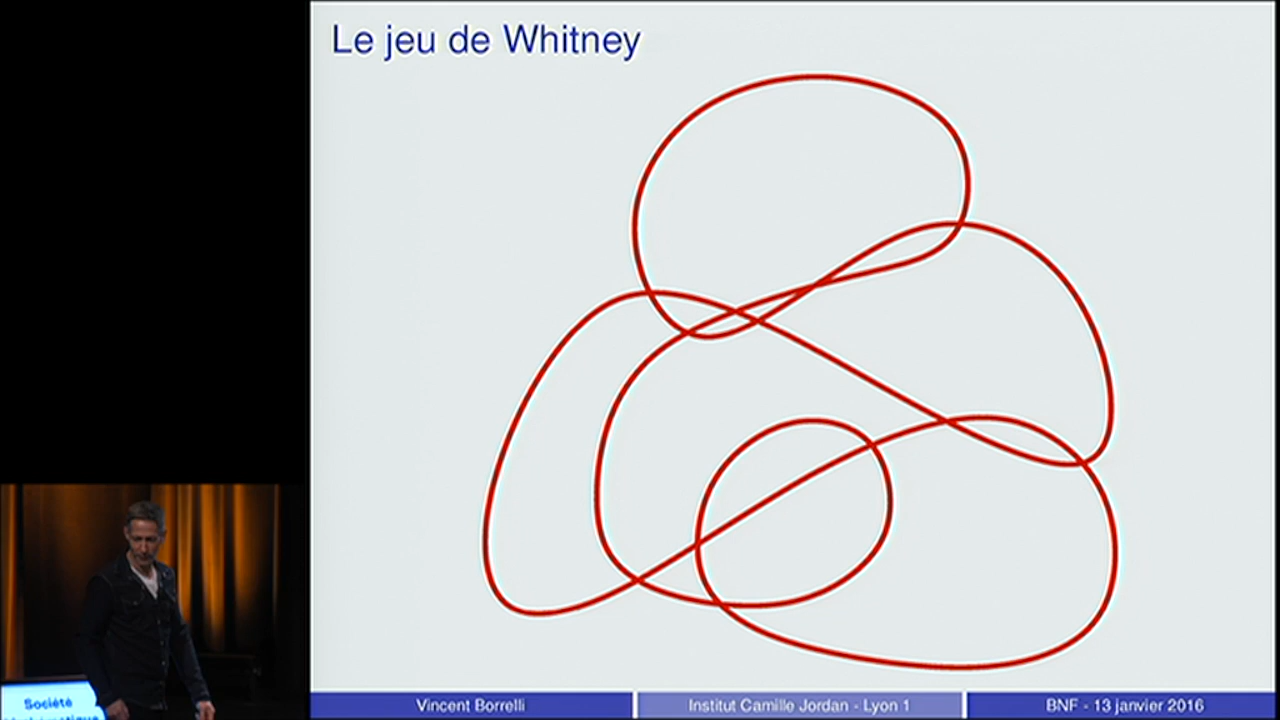 Le jeu de Whitney
Société
Vincent Borrelli
Institut Camille Jordan - Lyon 1
BNF - 13 janvier 2016